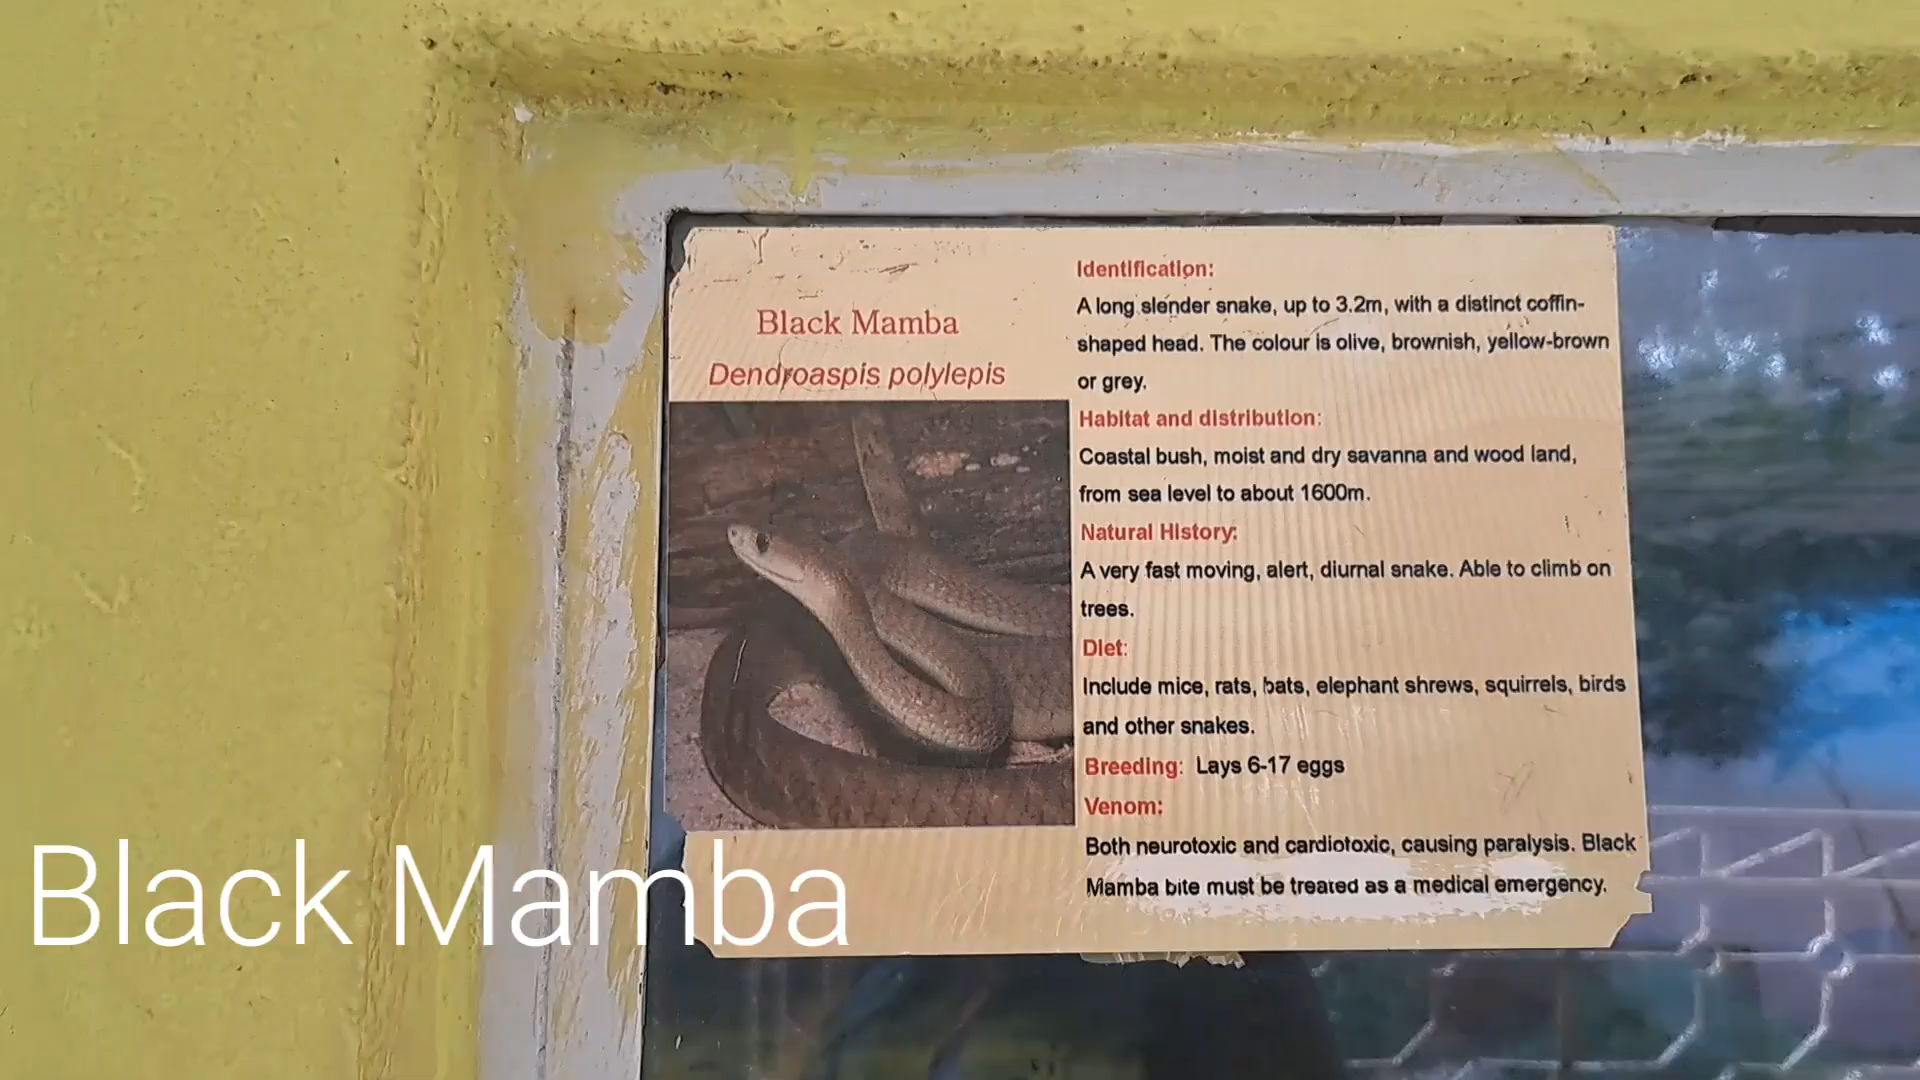 Black Mamba
Dendroaspis polylepis
Identification:
A long slender snake, up to 3.2m, with a distinct coffin-
shaped head. The colour is olive, brownish, yellow-brown
or grey.
Habitat and distribution:
Coastal bush, moist and dry savanna and wood land,
from sea level to about 1600m.
Natural History:
A very fast moving, alert, diurnal snake. Able to climb on
trees.
Diet:
Include mice, rats, bats, elephant shrews, squirrels, birds
and other snakes.
Breeding: Lays 6-17 eggs
Venom:
Both neurotoxic and cardiotoxic, causing paralysis. Black
Mamba bite must be treated as a medical emergency.
Black Mamba